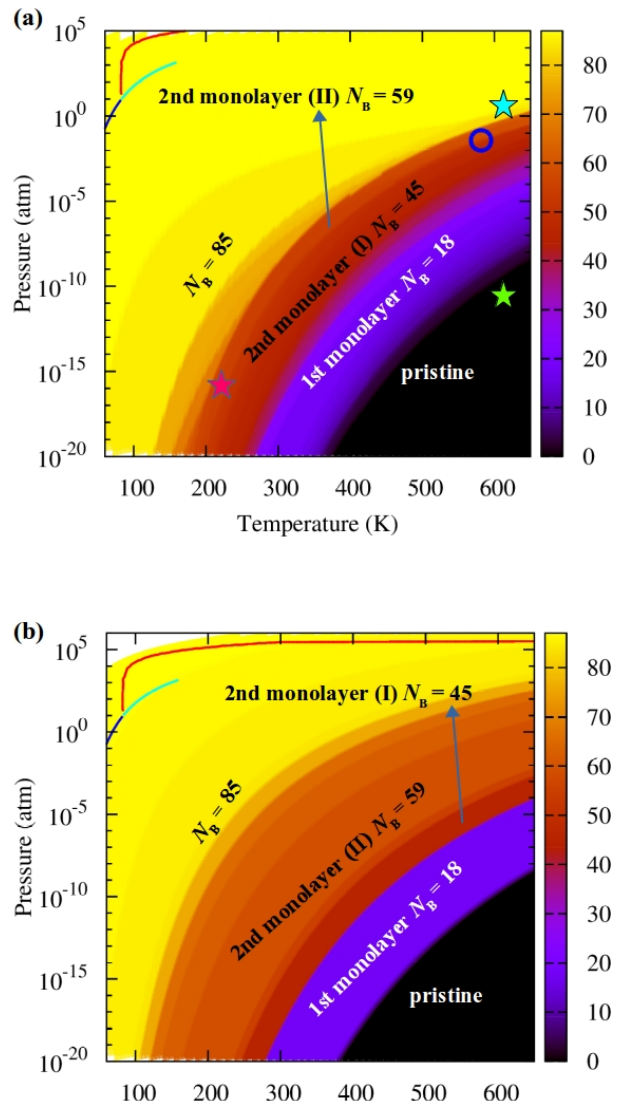 (a)
10^5
10^0
10^-5
10^-10
10^-15
10^-20
Pressure (atm)
2nd monolayer (II) N_B = 59
N_B = 85
2nd monolayer (I) N_B = 45
1st monolayer N_B = 18
pristine
100 200 300 400 500 600
Temperature (K)
80
70
60
50
40
30
20
10
0
(b)
10^5
10^0
10^-5
10^-10
10^-15
10^-20
Pressure (atm)
2nd monolayer (I) N_B = 45
N_B = 85
2nd monolayer (II) N_B = 59
1st monolayer N_B = 18
pristine
100 200 300 400 500 600
80
70
60
50
40
30
20
10
0